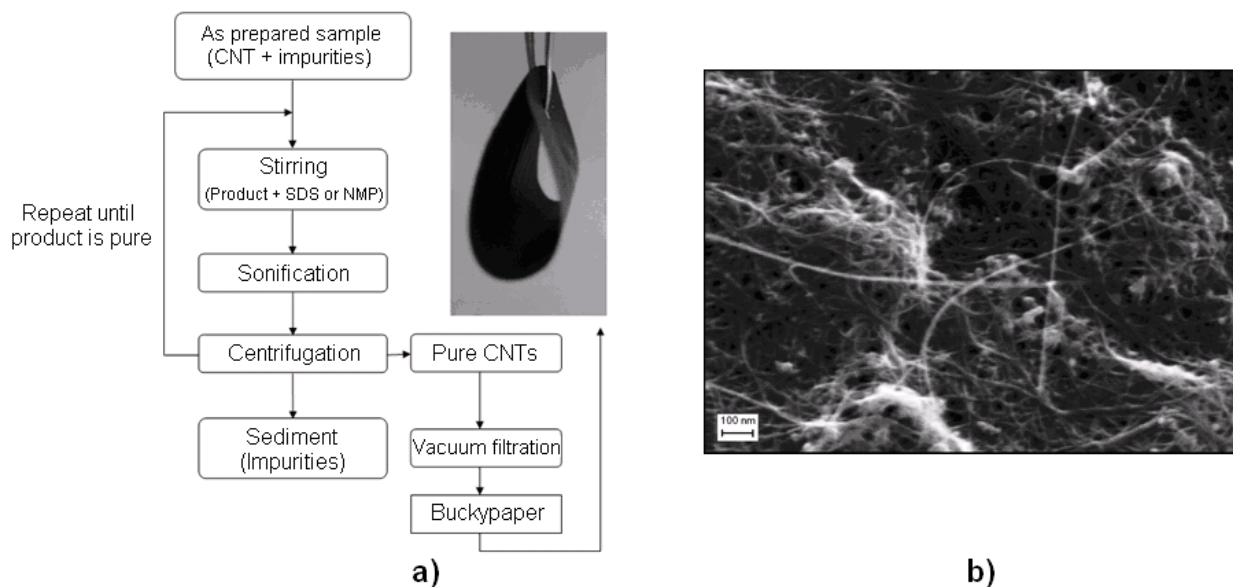 As prepared sample
(CNT + impurities)
Stirring
(Product + SDS or NMP)
Repeat until
product is pure
Sonification
Centrifugation
Pure CNTs
Sediment
(Impurities)
Vacuum filtration
Buckypaper
a)
100 nm
b)